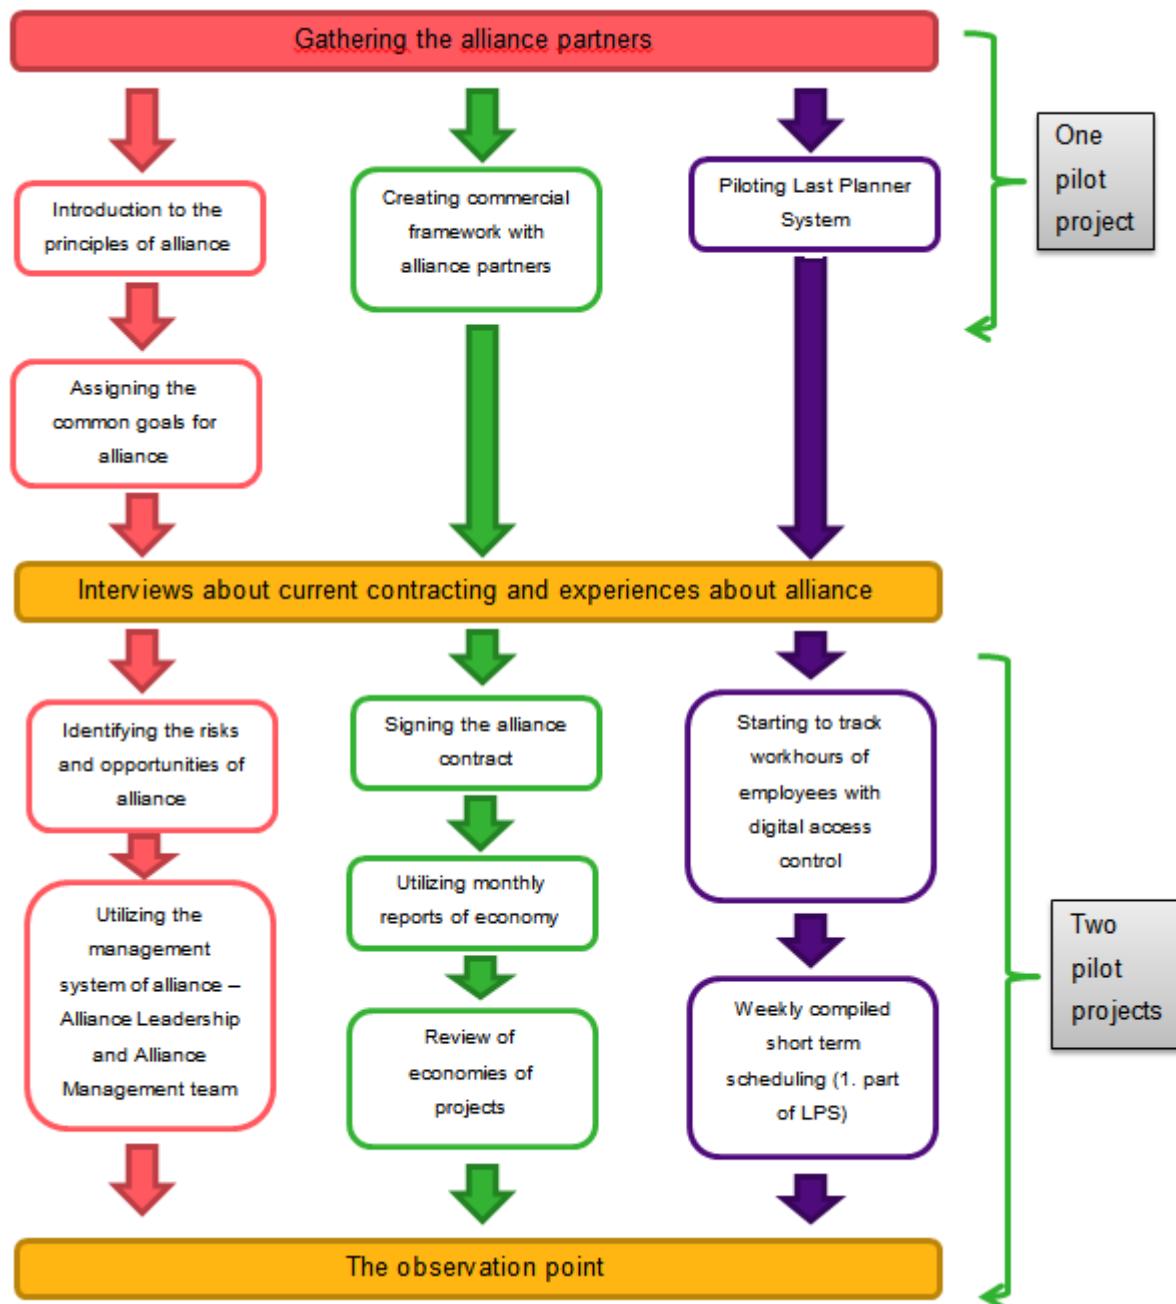 Gathering the alliance partners
One
pilot
project
Introduction to the
principles of alliance
Creating commercial
framework with
alliance partners
Piloting Last Planner
System
Assigning the
common goals for
alliance
Interviews about current contracting and experiences about alliance
Identifying the risks
and opportunities of
alliance
Signing the alliance
contract
Starting to track
workhours of
employees with
digital access
control
Utilizing monthly
reports of economy
Utilizing the
management
system of alliance –
Alliance Leadership
and Alliance
Management team
Review of
economies of
projects
Weekly compiled
short term
scheduling (1. part
of LPS)
Two
pilot
projects
The observation point